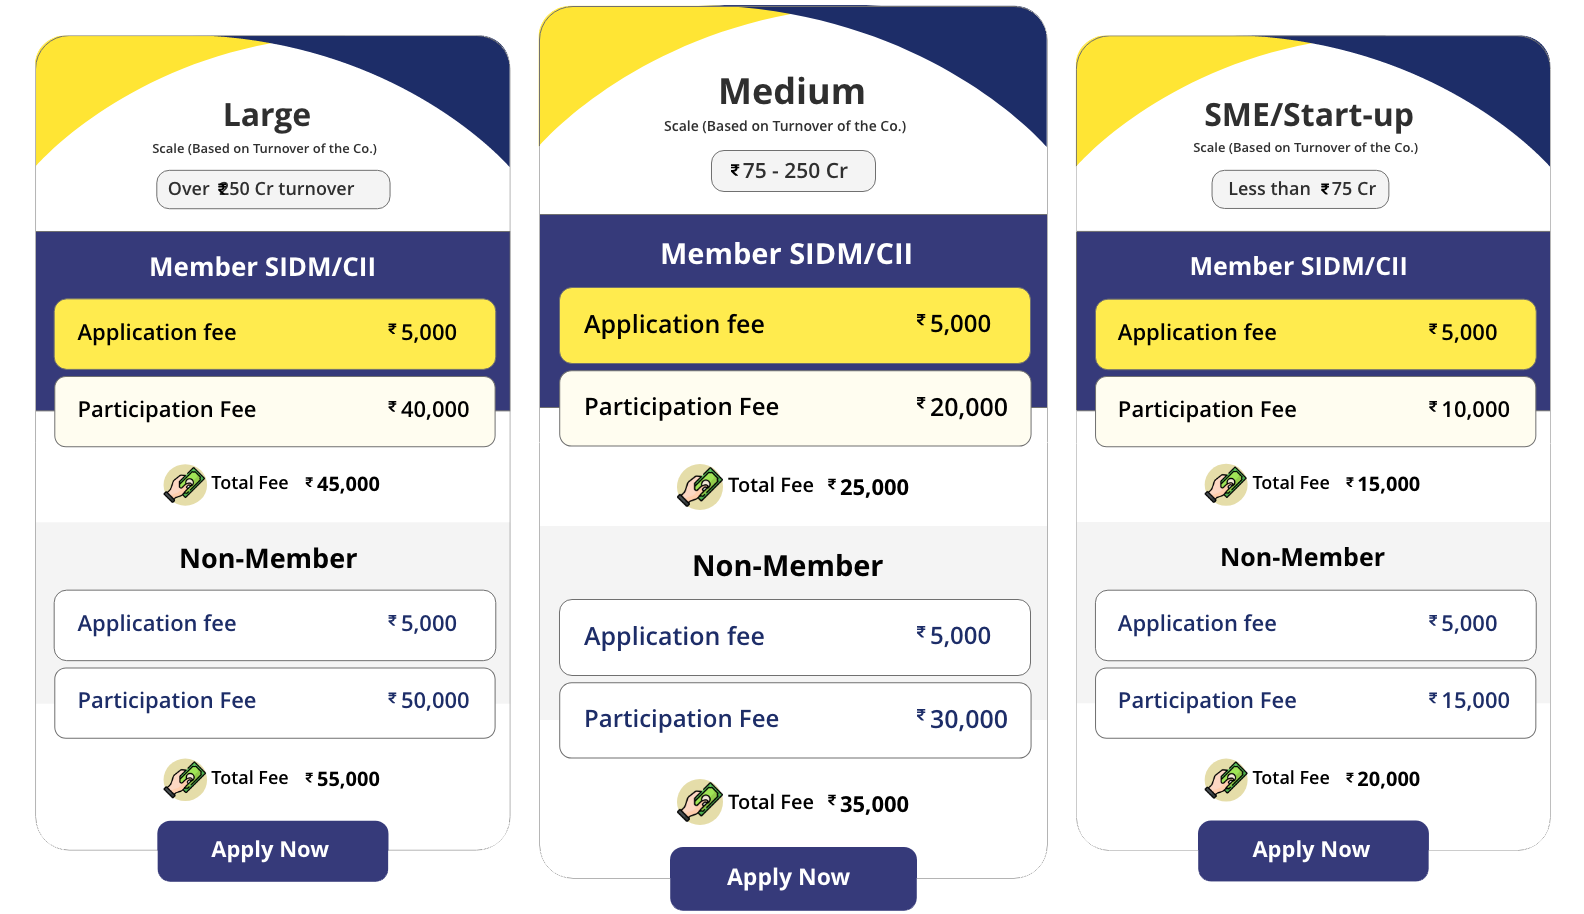 Large
Scale (Based on Turnover of the Co.)
Over ₹250 Cr turnover
Member SIDM/CII
Application fee ₹ 5,000
Participation Fee ₹ 40,000
Total Fee ₹ 45,000
Non-Member
Application fee ₹ 5,000
Participation Fee ₹ 50,000
Total Fee ₹ 55,000
Apply Now
Medium
Scale (Based on Turnover of the Co.)
₹ 75 - 250 Cr
Member SIDM/CII
Application fee ₹ 5,000
Participation Fee ₹ 20,000
Total Fee ₹ 25,000
Non-Member
Application fee ₹ 5,000
Participation Fee ₹ 30,000
Total Fee ₹ 35,000
Apply Now
SME/Start-up
Scale (Based on Turnover of the Co.)
Less than ₹ 75 Cr
Member SIDM/CII
Application fee ₹ 5,000
Participation Fee ₹ 10,000
Total Fee ₹ 15,000
Non-Member
Application fee ₹ 5,000
Participation Fee ₹ 15,000
Total Fee ₹ 20,000
Apply Now